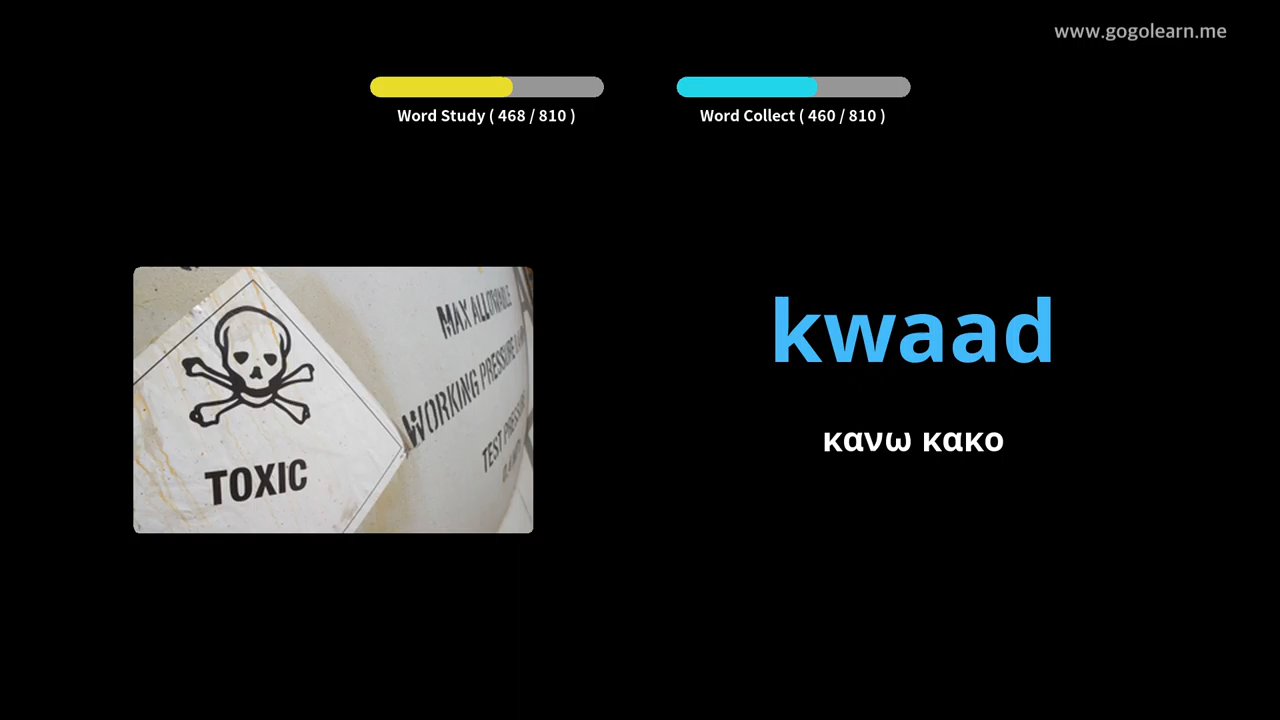 www.gogolearn.me
Word Study ( 468 / 810 )
Word Collect ( 460 / 810 )
MAX ALLOWABLE
WORKING PRESSURE
TEST PRESSURE
TOXIC
kwaad
κανω κακο